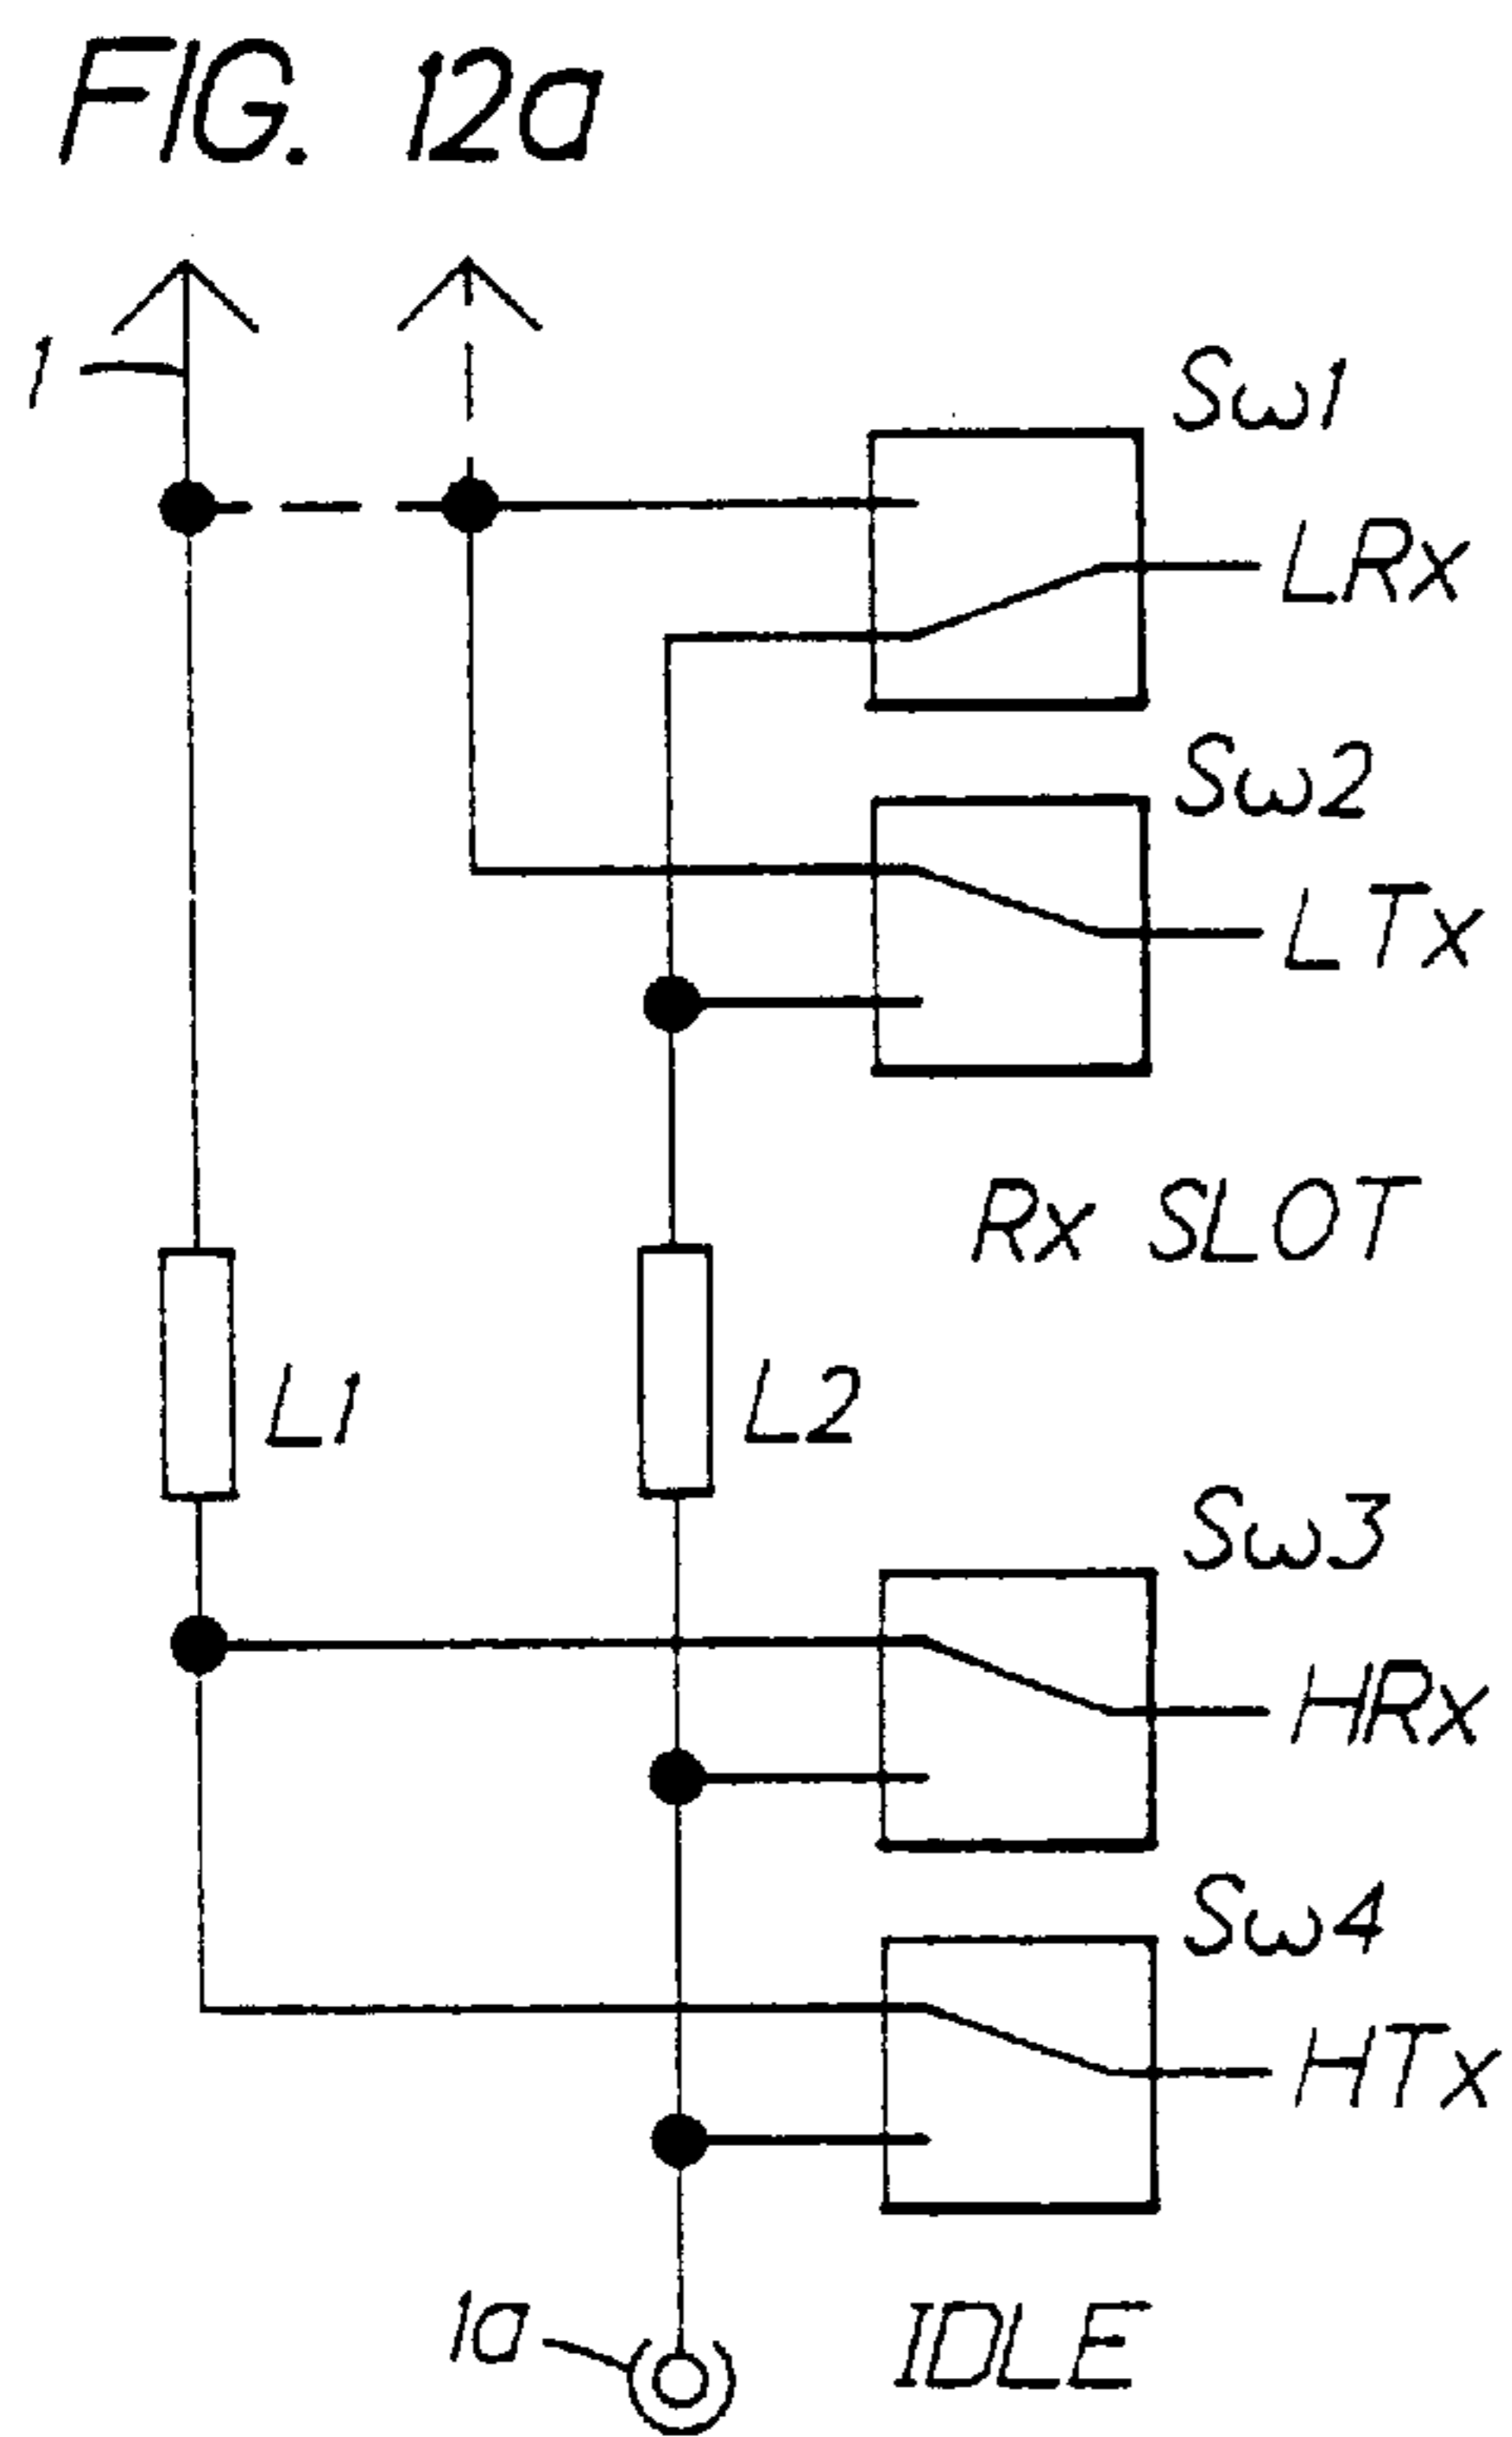 FIG. 12a
1
Sw1
LRx
Sw2
LTx
Rx SLOT
L1
L2
Sw3
HRx
Sw4
HTx
1a
IDLE